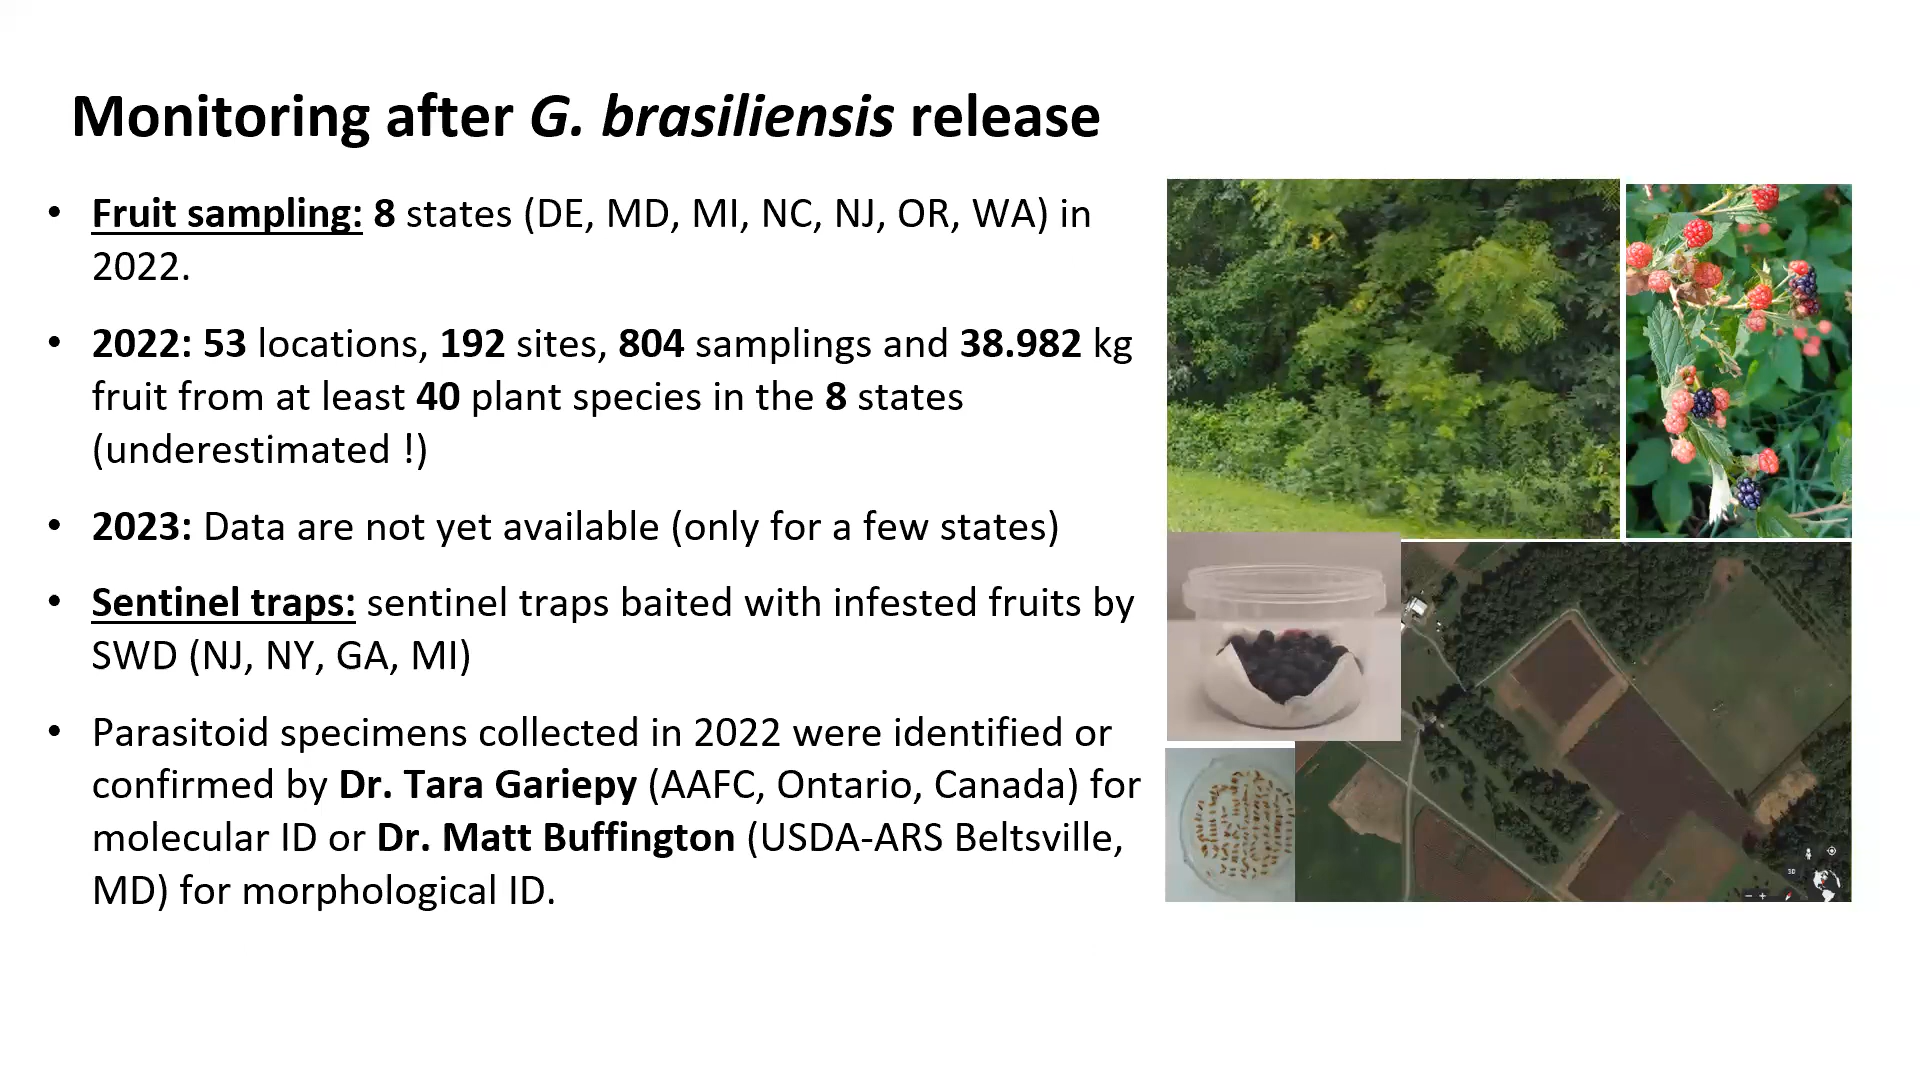 Monitoring after G. brasiliensis release
• Fruit sampling: 8 states (DE, MD, MI, NC, NJ, OR, WA) in
2022.
• 2022: 53 locations, 192 sites, 804 samplings and 38.982 kg
fruit from at least 40 plant species in the 8 states
(underestimated !)
• 2023: Data are not yet available (only for a few states)
• Sentinel traps: sentinel traps baited with infested fruits by
SWD (NJ, NY, GA, MI)
• Parasitoid specimens collected in 2022 were identified or
confirmed by Dr. Tara Gariepy (AAFC, Ontario, Canada) for
molecular ID or Dr. Matt Buffington (USDA-ARS Beltsville,
MD) for morphological ID.
3D